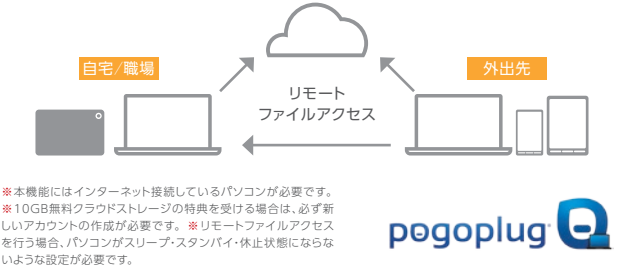 自宅/職場
外出先
リモート
ファイルアクセス
※本機能にはインターネット接続しているパソコンが必要です。
※10GB無料クラウドストレージの特典を受ける場合は、必ず新
しいアカウントの作成が必要です。※リモートファイルアクセス
を行う場合、パソコンがスリープ・スタンバイ・休止状態にならな
いような設定が必要です。
pogoplug